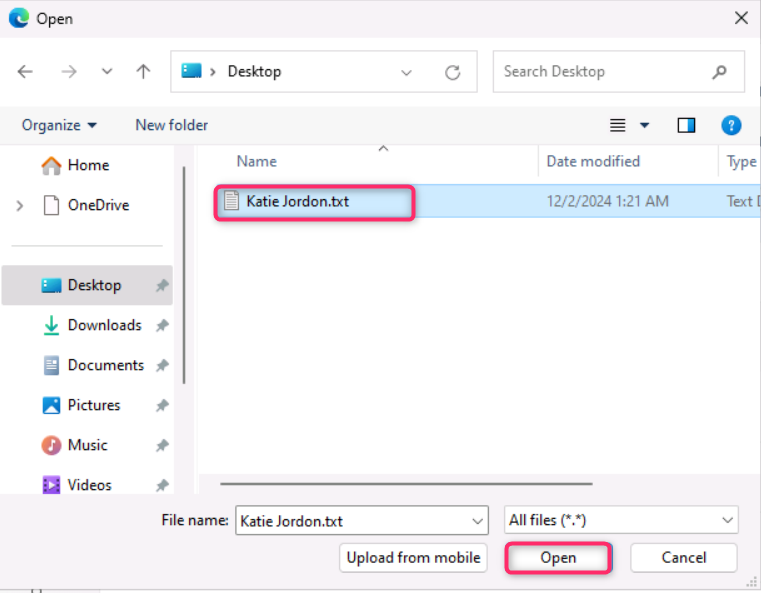 Open
Desktop
Search Desktop
Organize
New folder
?
Name
Date modified
Type
Home
OneDrive
Katie Jordon.txt
12/2/2024 1:21 AM
Text D
Desktop
Downloads
Documents
Pictures
Music
Videos
File name:
Katie Jordon.txt
All files (*.*)
Upload from mobile
Open
Cancel